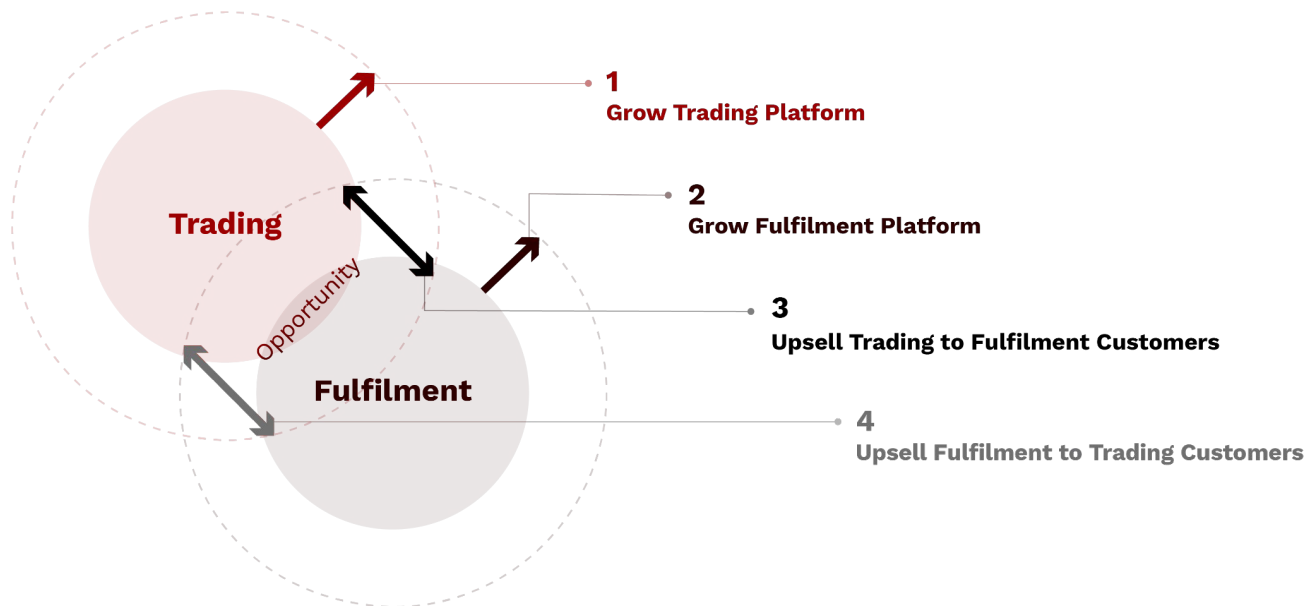 1
Grow Trading Platform
2
Grow Fulfilment Platform
Trading
Opportunity
3
Upsell Trading to Fulfilment Customers
Fulfilment
4
Upsell Fulfilment to Trading Customers